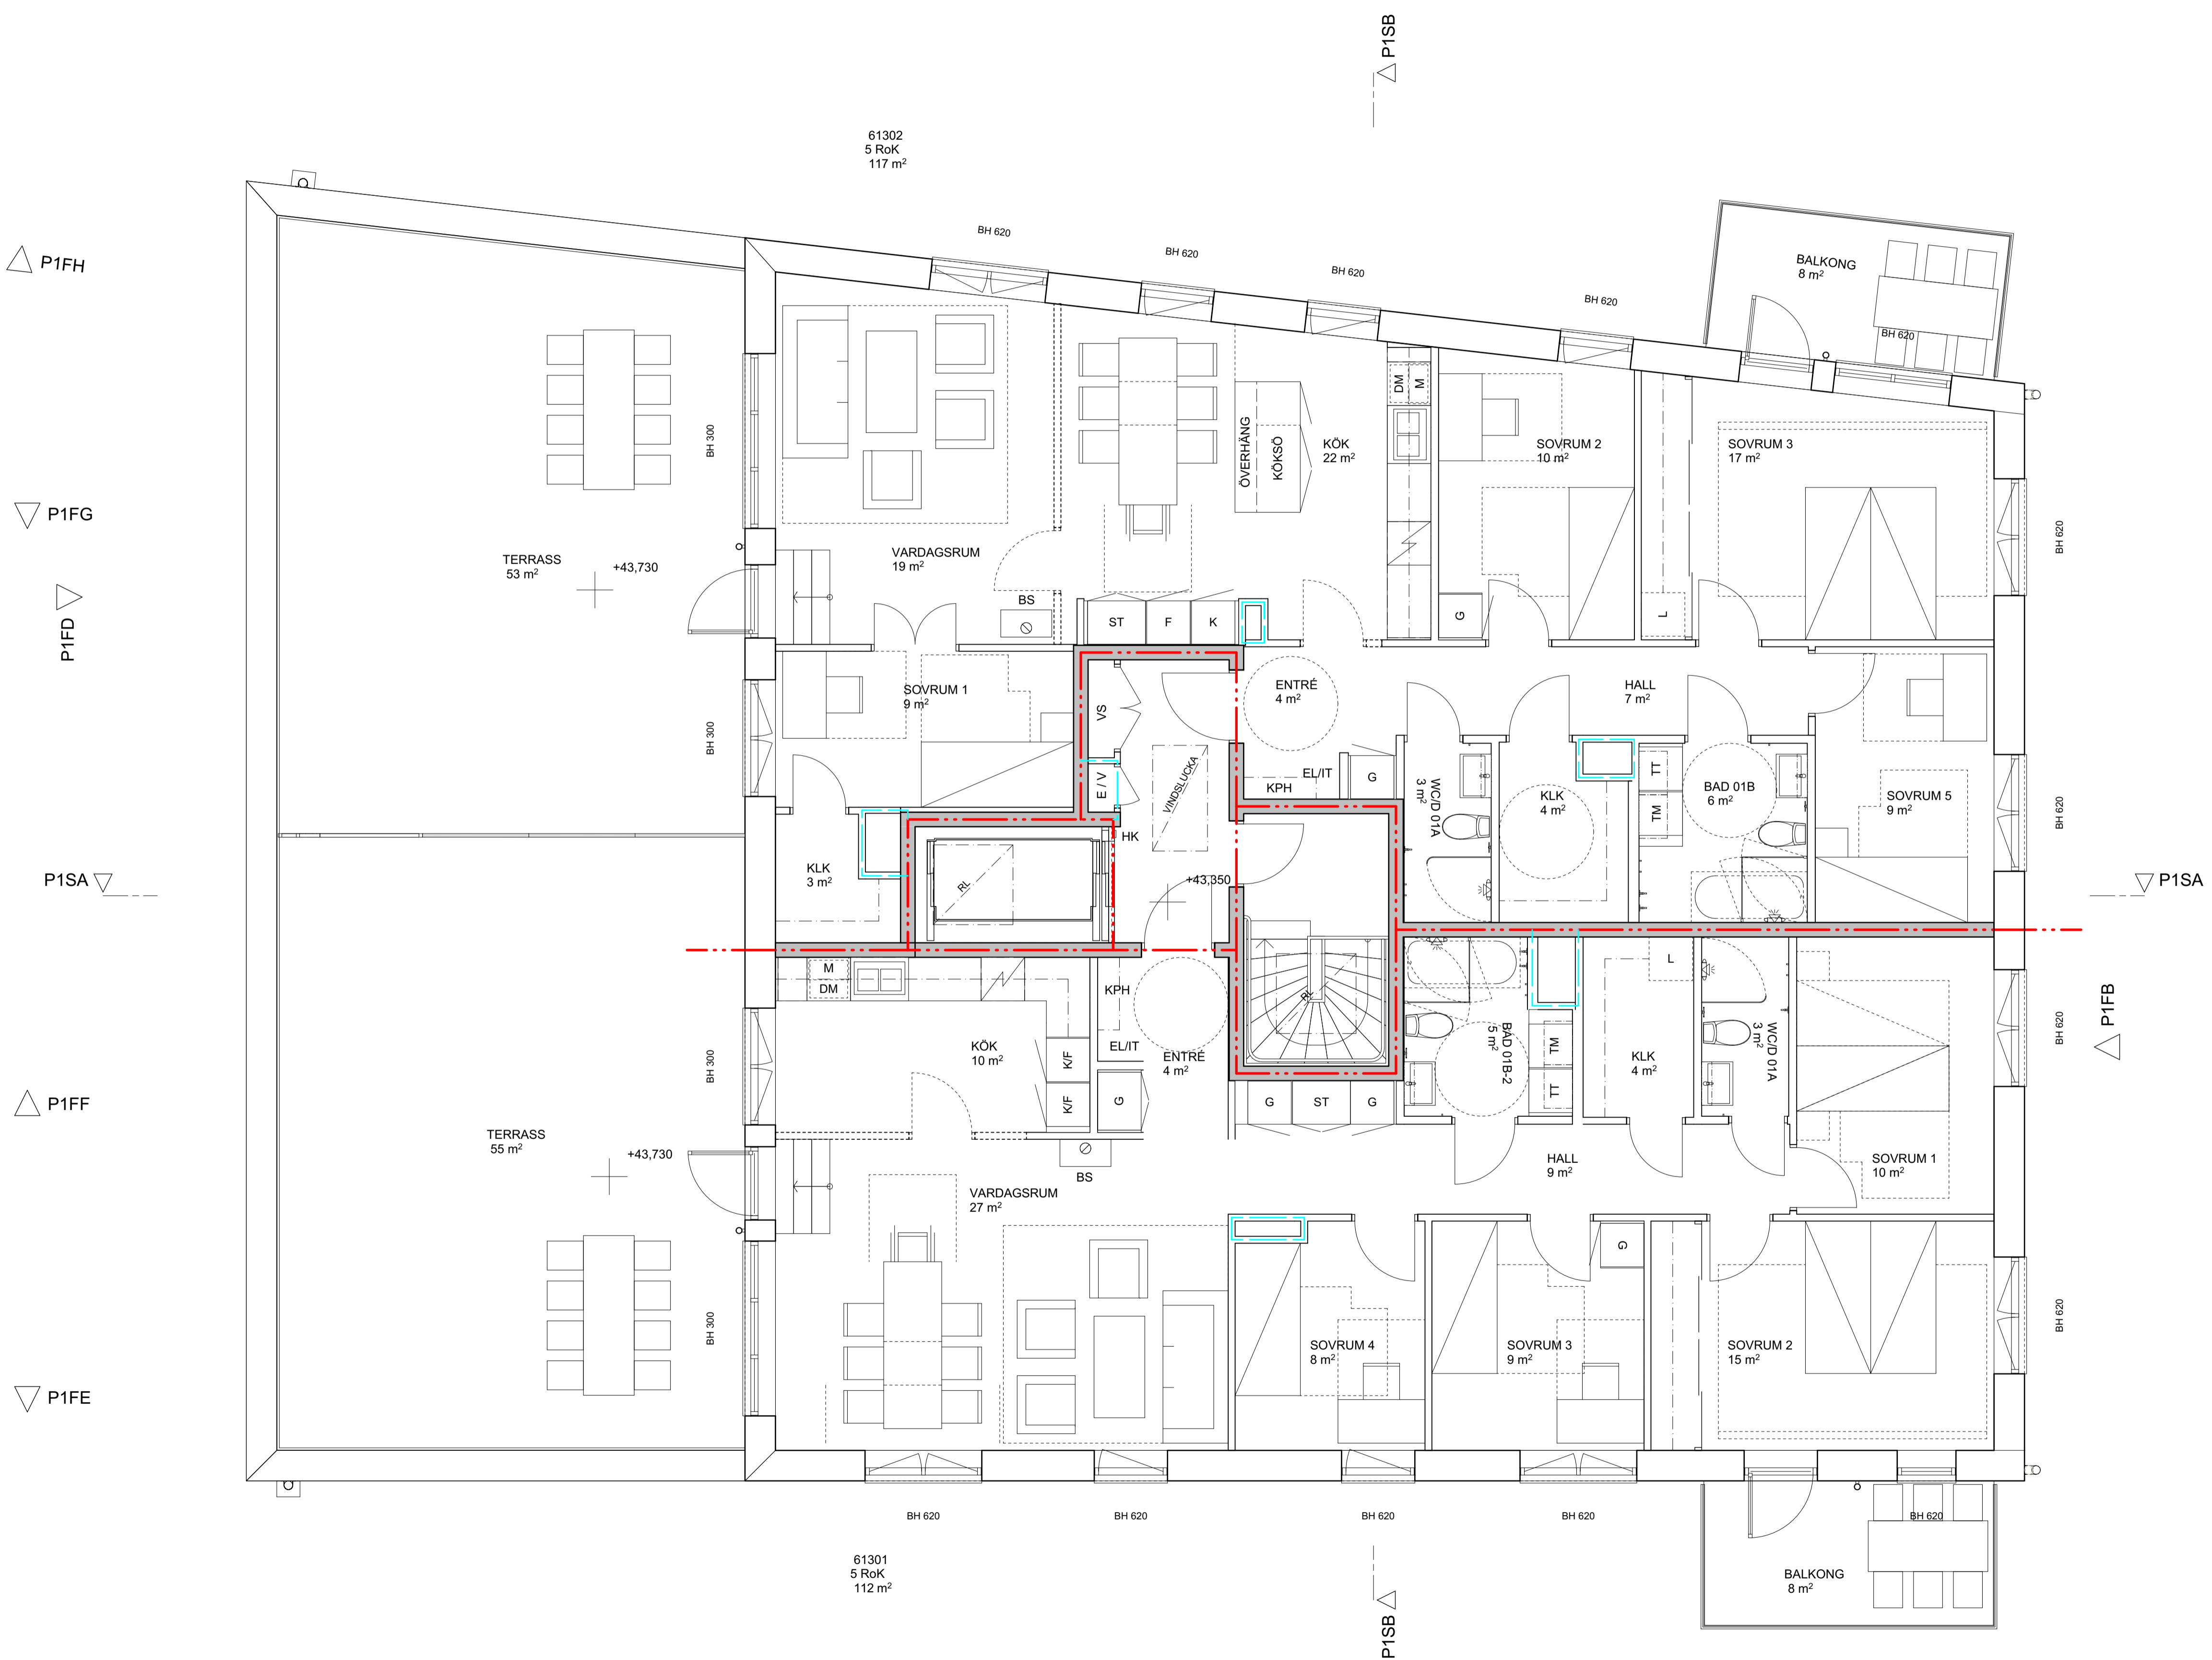 P1SB
61302
5 RoK
117 m²
P1FH
BH 620
BH 620
BH 620
BH 620
BALKONG
8 m²
BH 620
BH 300
ÖVERHÄNG
KÖKSÖ
KÖK
22 m²
DM
M
SOVRUM 2
10 m²
SOVRUM 3
17 m²
P1FG
BH 620
TERRASS
53 m²
+43,730
VARDAGSRUM
19 m²
P1FD
BS
ST
F
K
G
L
SOVRUM 1
9 m²
ENTRÉ
4 m²
HALL
7 m²
VS
BH 300
E / V
VINDSLUCKA
EL/IT
KPH
G
WC/D 01A
3 m²
KLK
4 m²
TT
TM
BAD 01B
6 m²
SOVRUM 5
9 m²
BH 620
HK
KLK
3 m²
RL
+43,350
P1SA
P1SA
M
DM
KPH
L
P1FB
KÖK
10 m²
K/F
K/F
EL/IT
ENTRÉ
4 m²
G
RL
BAD 01B-2
5 m²
TM
TT
KLK
4 m²
WC/D 01A
3 m²
BH 620
BH 300
P1FF
G
ST
G
TERRASS
55 m²
+43,730
BS
HALL
9 m²
SOVRUM 1
10 m²
VARDAGSRUM
27 m²
G
BH 300
SOVRUM 4
8 m²
SOVRUM 3
9 m²
SOVRUM 2
15 m²
BH 620
P1FE
BH 620
BH 620
BH 620
BH 620
BH 620
61301
5 RoK
112 m²
BALKONG
8 m²
P1SB